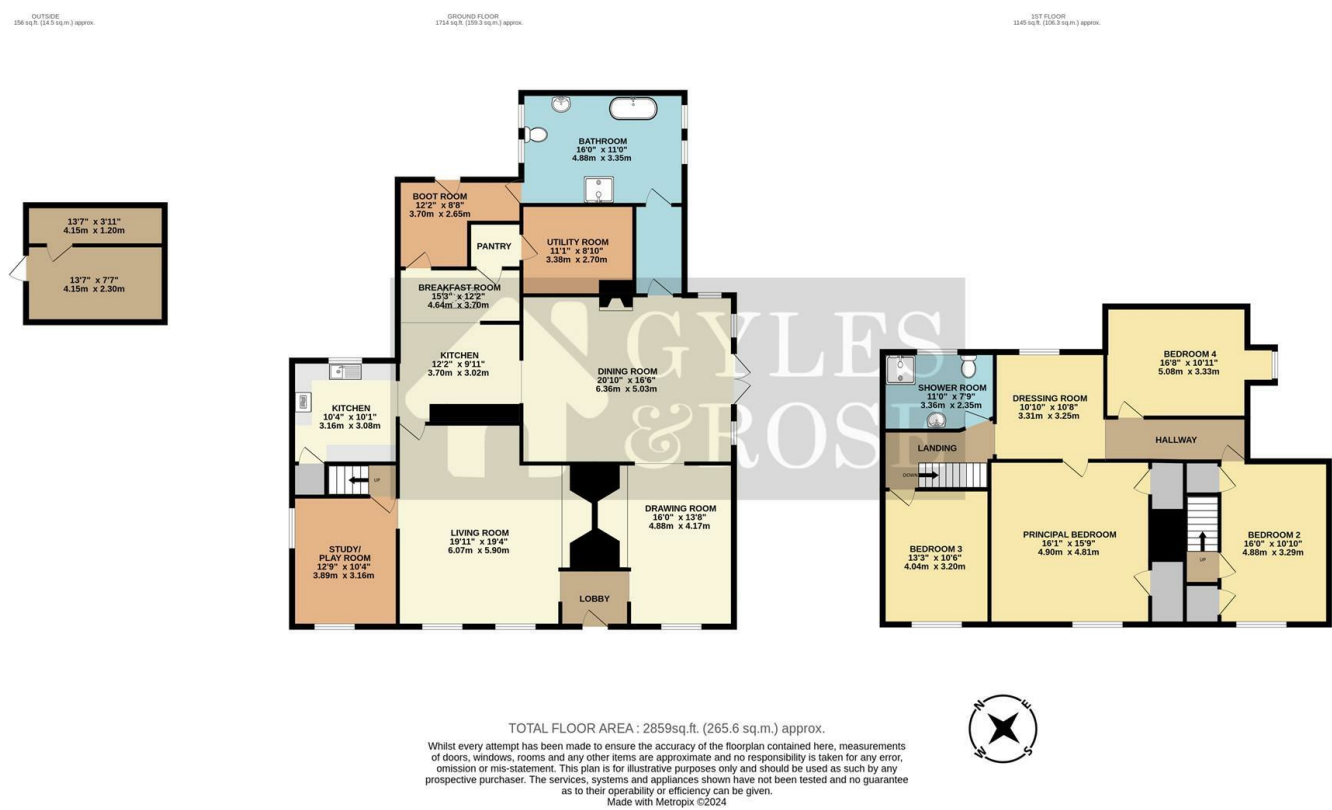 OUTSIDE
156 sq.ft. (14.5 sq.m.) approx.
GROUND FLOOR
1714 sq.ft. (159.3 sq.m.) approx.
1ST FLOOR
1145 sq.ft. (106.3 sq.m.) approx.
13'7" x 3'11"
4.15m x 1.20m
13'7" x 7'7"
4.15m x 2.30m
BATHROOM
16'0" x 11'0"
4.88m x 3.35m
BOOT ROOM
12'2" x 8'8"
3.70m x 2.65m
PANTRY
UTILITY ROOM
11'1" x 8'10"
3.38m x 2.70m
BREAKFAST ROOM
15'3" x 12'2"
4.64m x 3.70m
KITCHEN
12'2" x 9'11"
3.70m x 3.02m
DINING ROOM
20'10" x 16'6"
6.36m x 5.03m
KITCHEN
10'4" x 10'1"
3.16m x 3.08m
UP
STUDY/
PLAY ROOM
12'9" x 10'4"
3.89m x 3.16m
LIVING ROOM
19'11" x 19'4"
6.07m x 5.90m
DRAWING ROOM
16'0" x 13'8"
4.88m x 4.17m
LOBBY
GYLES
&ROSE
BEDROOM 4
16'8" x 10'11"
5.08m x 3.33m
SHOWER ROOM
11'0" x 7'9"
3.36m x 2.35m
DRESSING ROOM
10'10" x 10'8"
3.31m x 3.25m
LANDING
HALLWAY
DOWN
BEDROOM 3
13'3" x 10'6"
4.04m x 3.20m
PRINCIPAL BEDROOM
16'1" x 15'9"
4.90m x 4.81m
UP
BEDROOM 2
16'0" x 10'10"
4.88m x 3.29m
N
E
S
W
TOTAL FLOOR AREA : 2859sq.ft. (265.6 sq.m.) approx.
Whilst every attempt has been made to ensure the accuracy of the floorplan contained here, measurements
of doors, windows, rooms and any other items are approximate and no responsibility is taken for any error,
omission or mis-statement. This plan is for illustrative purposes only and should be used as such by any
prospective purchaser. The services, systems and appliances shown have not been tested and no guarantee
as to their operability or efficiency can be given.
Made with Metropix ©2024